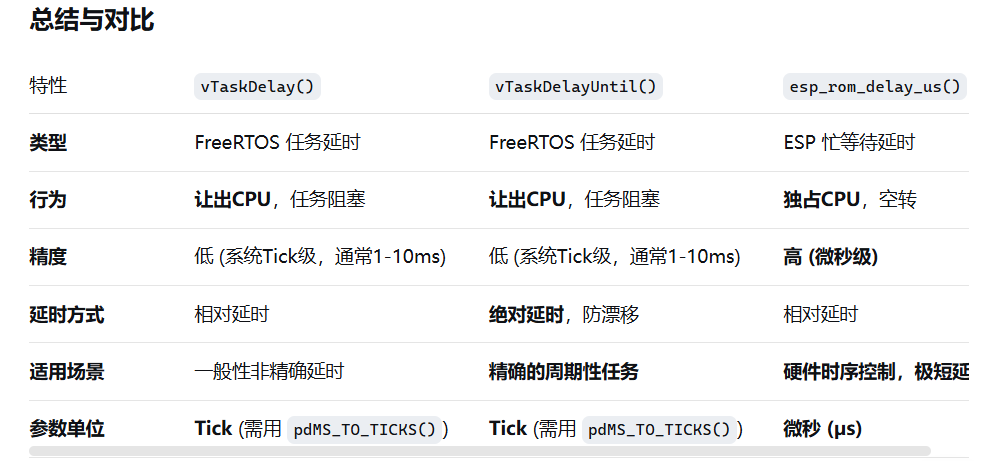 总结与对比
特性 vTaskDelay() vTaskDelayUntil() esp_rom_delay_us()
类型 FreeRTOS 任务延时 FreeRTOS 任务延时 ESP 忙等待延时
行为 让出CPU，任务阻塞 让出CPU，任务阻塞 独占CPU，空转
精度 低 (系统Tick级，通常1-10ms) 低 (系统Tick级，通常1-10ms) 高 (微秒级)
延时方式 相对延时 绝对延时，防漂移 相对延时
适用场景 一般性非精确延时 精确的周期性任务 硬件时序控制，极短延
参数单位 Tick (需用 pdMS_TO_TICKS()) Tick (需用 pdMS_TO_TICKS()) 微秒 (μs)